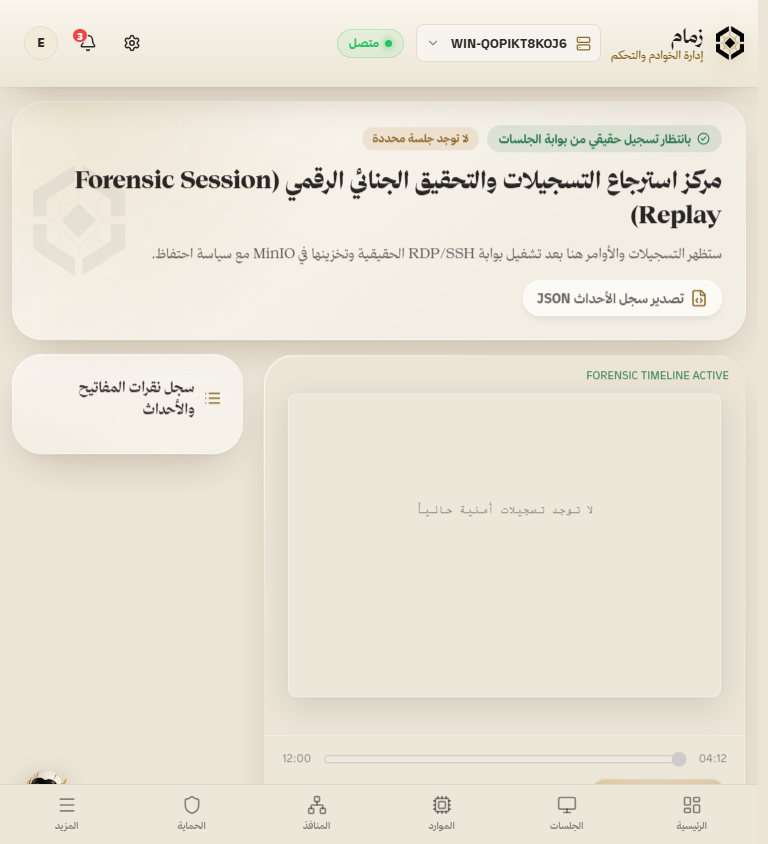 زمام
إدارة الخوادم والتحكم
WIN-QOPIKT8KOJ6
متصل
3
E
بانتظار تسجيل حقيقي من بوابة الجلسات
لا توجد جلسة محددة
مركز استرجاع التسجيلات والتحقيق الجنائي الرقمي (Forensic Session
Replay)
ستظهر التسجيلات والأوامر هنا بعد تشغيل بوابة RDP/SSH الحقيقية وتخزينها في MinIO مع سياسة احتفاظ.
تصدير سجل الأحداث JSON
FORENSIC TIMELINE ACTIVE
لا توجد تسجيلات أمنية حالياً
04:12
12:00
سجل نقرات المفاتيح
والأحداث
الرئيسية
الجلسات
الموارد
المنافذ
الحماية
المزيد